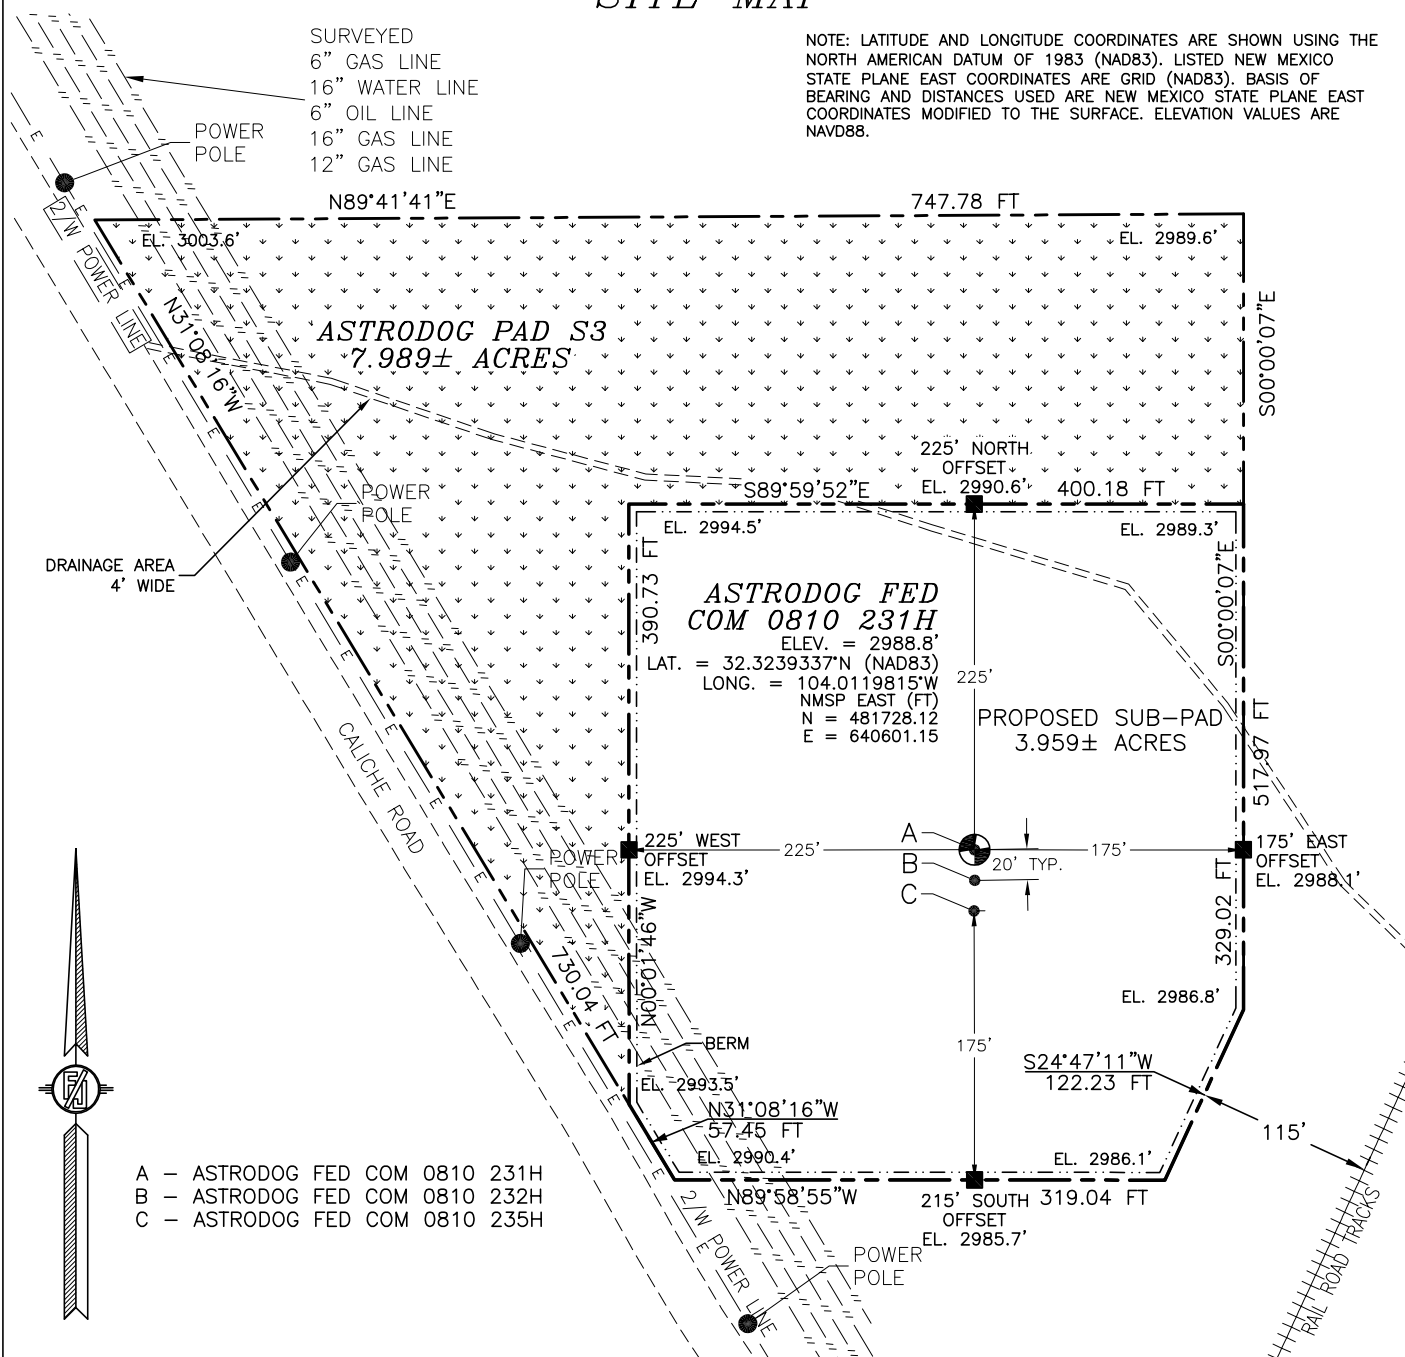 SITE MAP
SURVEYED
6" GAS LINE
16" WATER LINE
6" OIL LINE
16" GAS LINE
12" GAS LINE
NOTE: LATITUDE AND LONGITUDE COORDINATES ARE SHOWN USING THE
NORTH AMERICAN DATUM OF 1983 (NAD83). LISTED NEW MEXICO
STATE PLANE EAST COORDINATES ARE GRID (NAD83). BASIS OF
BEARING AND DISTANCES USED ARE NEW MEXICO STATE PLANE EAST
COORDINATES MODIFIED TO THE SURFACE. ELEVATION VALUES ARE
NAVD88.
POWER
POLE
N89°41'41"E
747.78 FT
2/W POWER LINE
EL. 3003.6'
EL. 2989.6'
N31°08'16"W
S00°00'07"E
ASTRODOG PAD S3
7.989± ACRES
225' NORTH
OFFSET
EL. 2990.6'
S89°59'52"E
400.18 FT
POWER
POLE
EL. 2994.5'
EL. 2989.3'
DRAINAGE AREA
4' WIDE
390.73 FT
S00°00'07"E
ASTRODOG FED
COM 0810 231H
ELEV. = 2988.8'
LAT. = 32.3239337°N (NAD83)
LONG. = 104.0119815°W
NMSP EAST (FT)
N = 481728.12
E = 640601.15
225'
PROPOSED SUB-PAD
3.959± ACRES
517.97 FT
CALICHE ROAD
POWER
POLE
225' WEST
OFFSET
EL. 2994.3'
225'
A
B
C
20' TYP.
175'
175' EAST
OFFSET
EL. 2988.1'
329.02 FT
N00°01'46"W
730.04 FT
EL. 2986.8'
175'
BERM
S24°47'11"W
122.23 FT
EL. 2993.5'
N31°08'16"W
57.45 FT
115'
EL. 2990.4'
EL. 2986.1'
A - ASTRODOG FED COM 0810 231H
B - ASTRODOG FED COM 0810 232H
C - ASTRODOG FED COM 0810 235H
N89°58'55"W
215' SOUTH
OFFSET
EL. 2985.7'
319.04 FT
2/W POWER LINE
POWER
POLE
RAIL ROAD TRACKS